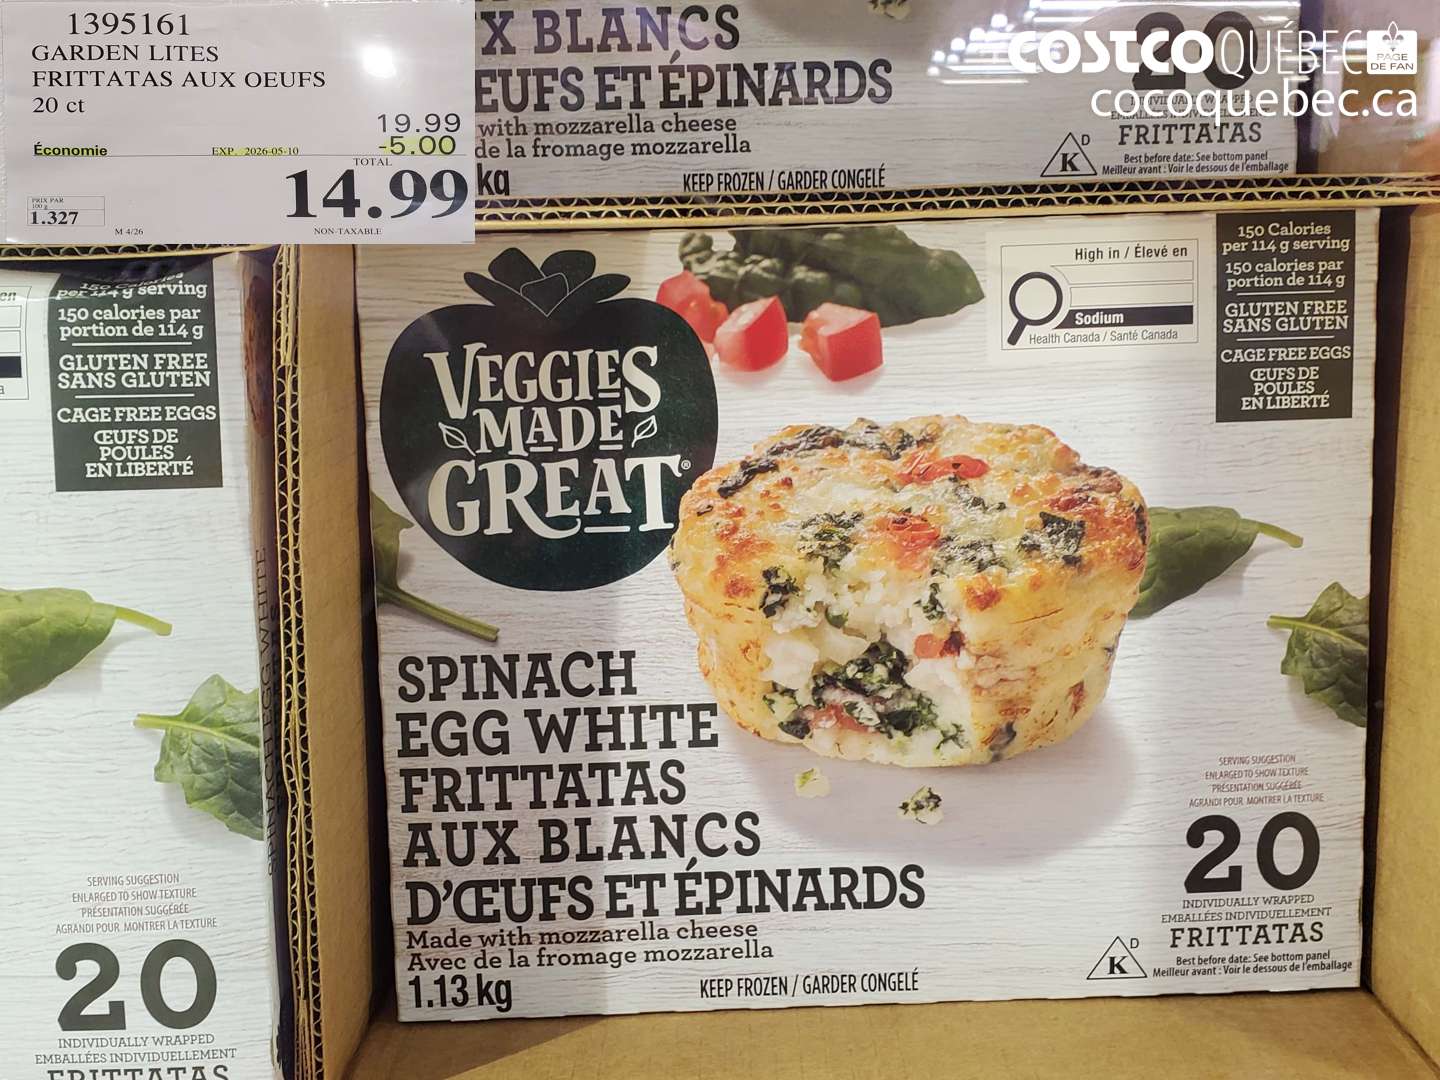 1395161
GARDEN LITES
FRITTATAS AUX OEUFS
20 ct
19.99
Économie EXP. 2026-05-10 -5.00
TOTAL
14.99
PRIX PAR
100 g
1.327
M 4/26
NON-TAXABLE
X BLANCS
ŒUFS ET ÉPINARDS
with mozzarella cheese
de la fromage mozzarella
kg
KEEP FROZEN / GARDER CONGELÉ
20
FRITTATAS
K D
Best before date: See bottom panel
Meilleur avant : Voir le dessous de l'emballage
COSTCO QUÉBEC
PAGE
DE FAN
cocoquebec.ca
per 114 g serving
150 calories par
portion de 114 g
GLUTEN FREE
SANS GLUTEN
CAGE FREE EGGS
ŒUFS DE
POULES
EN LIBERTÉ
SERVING SUGGESTION
ENLARGED TO SHOW TEXTURE
PRÉSENTATION SUGGÉRÉE
AGRANDI POUR MONTRER LA TEXTURE
20
INDIVIDUALLY WRAPPED
EMBALLÉES INDIVIDUELLEMENT
FRITTATAS
VEGGIES
MADE
GREAT®
High in / Élevé en
Sodium
Health Canada / Santé Canada
150 Calories
per 114 g serving
150 calories par
portion de 114 g
GLUTEN FREE
SANS GLUTEN
CAGE FREE EGGS
ŒUFS DE
POULES
EN LIBERTÉ
SPINACH
EGG WHITE
FRITTATAS
AUX BLANCS
D'ŒUFS ET ÉPINARDS
Made with mozzarella cheese
Avec de la fromage mozzarella
1.13 kg
KEEP FROZEN / GARDER CONGELÉ
SERVING SUGGESTION
ENLARGED TO SHOW TEXTURE
PRÉSENTATION SUGGÉRÉE
AGRANDI POUR MONTRER LA TEXTURE
20
INDIVIDUALLY WRAPPED
EMBALLÉES INDIVIDUELLEMENT
FRITTATAS
K D
Best before date: See bottom panel
Meilleur avant : Voir le dessous de l'emballage